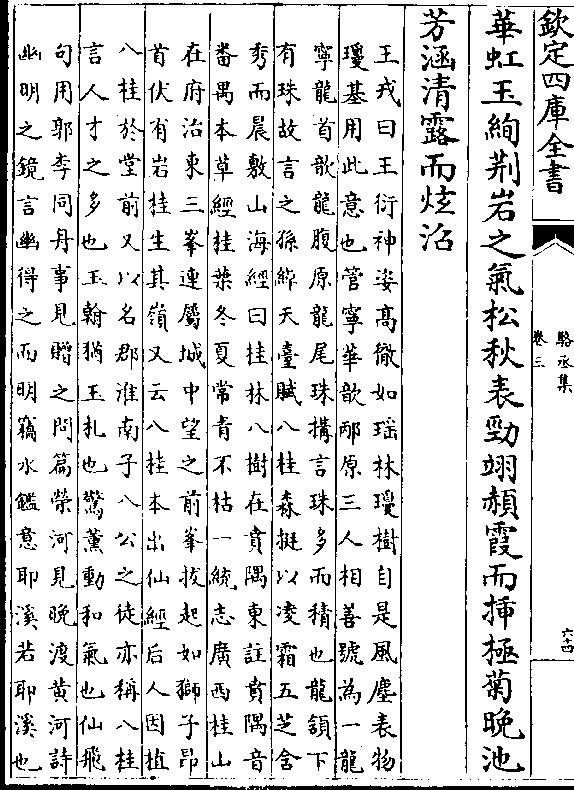 欽定四庫全書
駱丞集
卷三
六十四
華虹玉絢荆岩之氣松秋表勁翊頳霞而插極菊晚池
芳涵清露而炫沼
王戎曰王衍神姿髙徹如瑶林瓊樹自是風塵表物
瓊基用此意也管寧華歆邴原三人相善號為一龍
寧龍首歆龍腹原龍尾珠搆言珠多而積也龍頷下
有珠故言之孫綽天臺賦八桂森挺以凌霜五芝含
秀而晨敷山海經曰桂林八樹在賁隅東註賁隅音
番禺本草經桂葉冬夏常青不枯一統志廣西桂山
在府治東三峯連屬城中望之前峯拔起如獅子昻
首伏有岩桂生其嶺又云八桂本出仙經后人因植
八桂於堂前又以名郡淮南子八公之徒亦稱八桂
言人才之多也玉翰猶玉札也驚薰動和氣也仙飛
句用郭李同舟事見贈之問篇榮河見晩渡黄河詩
幽明之鏡言幽得之而明竊水鑑意耶溪若耶溪也